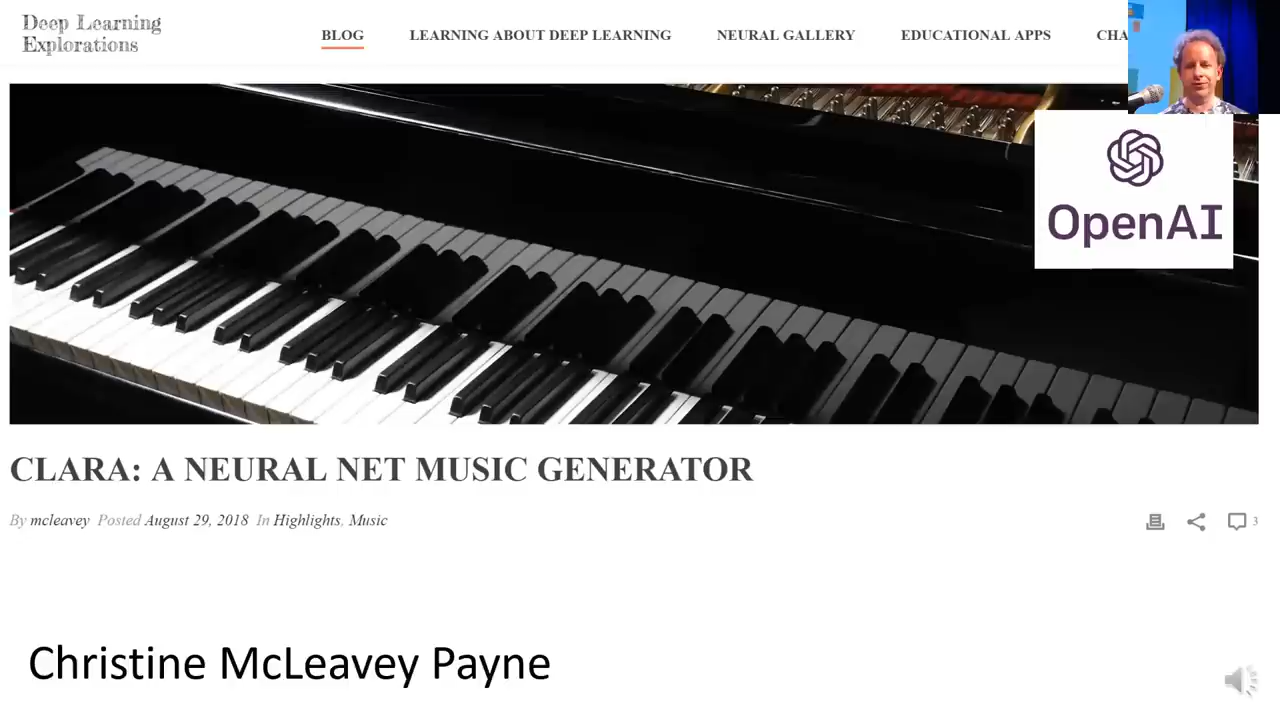 Deep Learning
Explorations
BLOG LEARNING ABOUT DEEP LEARNING NEURAL GALLERY EDUCATIONAL APPS CHA
OpenAI
CLARA: A NEURAL NET MUSIC GENERATOR
By mcleavey Posted August 29, 2018 In Highlights, Music
3
Christine McLeavey Payne